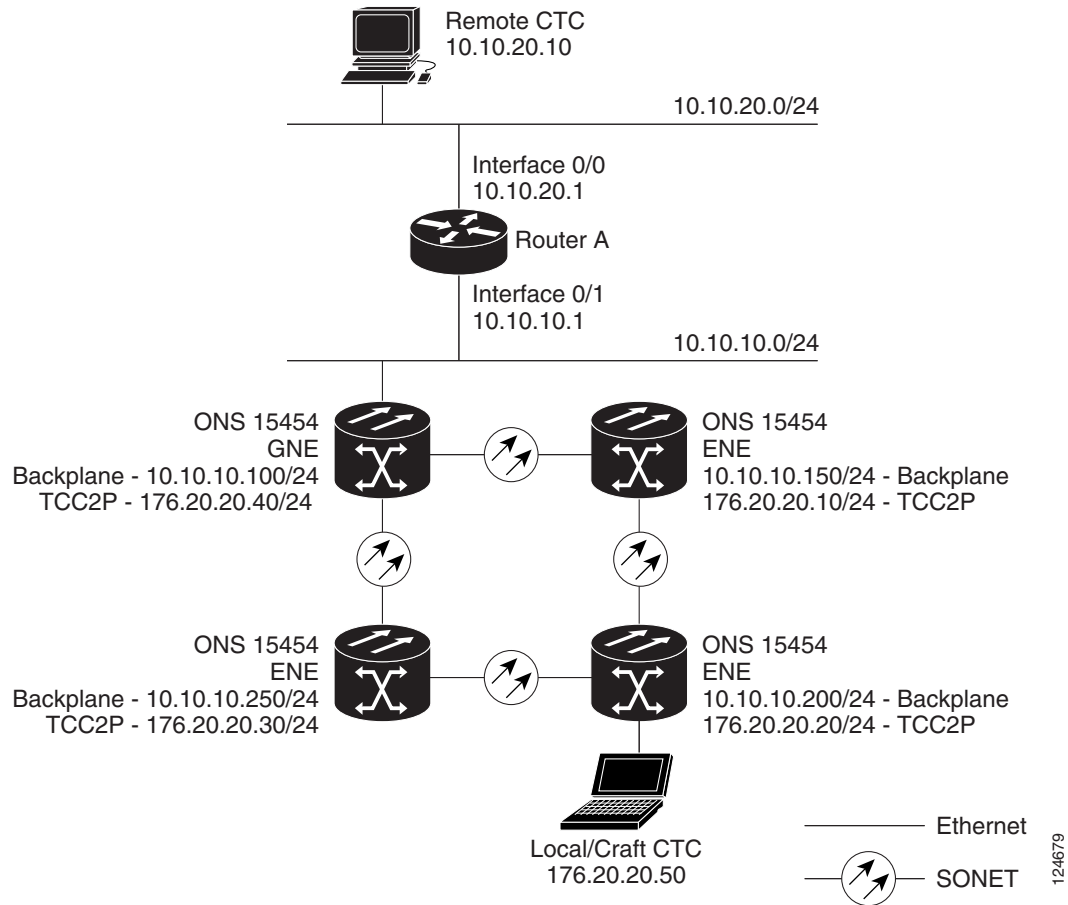 Remote CTC
10.10.20.10
10.10.20.0/24
Interface 0/0
10.10.20.1
Router A
Interface 0/1
10.10.10.1
10.10.10.0/24
ONS 15454
GNE
Backplane - 10.10.10.100/24
TCC2P - 176.20.20.40/24
ONS 15454
ENE
10.10.10.150/24 - Backplane
176.20.20.10/24 - TCC2P
ONS 15454
ENE
Backplane - 10.10.10.250/24
TCC2P - 176.20.20.30/24
ONS 15454
ENE
10.10.10.200/24 - Backplane
176.20.20.20/24 - TCC2P
Local/Craft CTC
176.20.20.50
Ethernet
SONET
124679